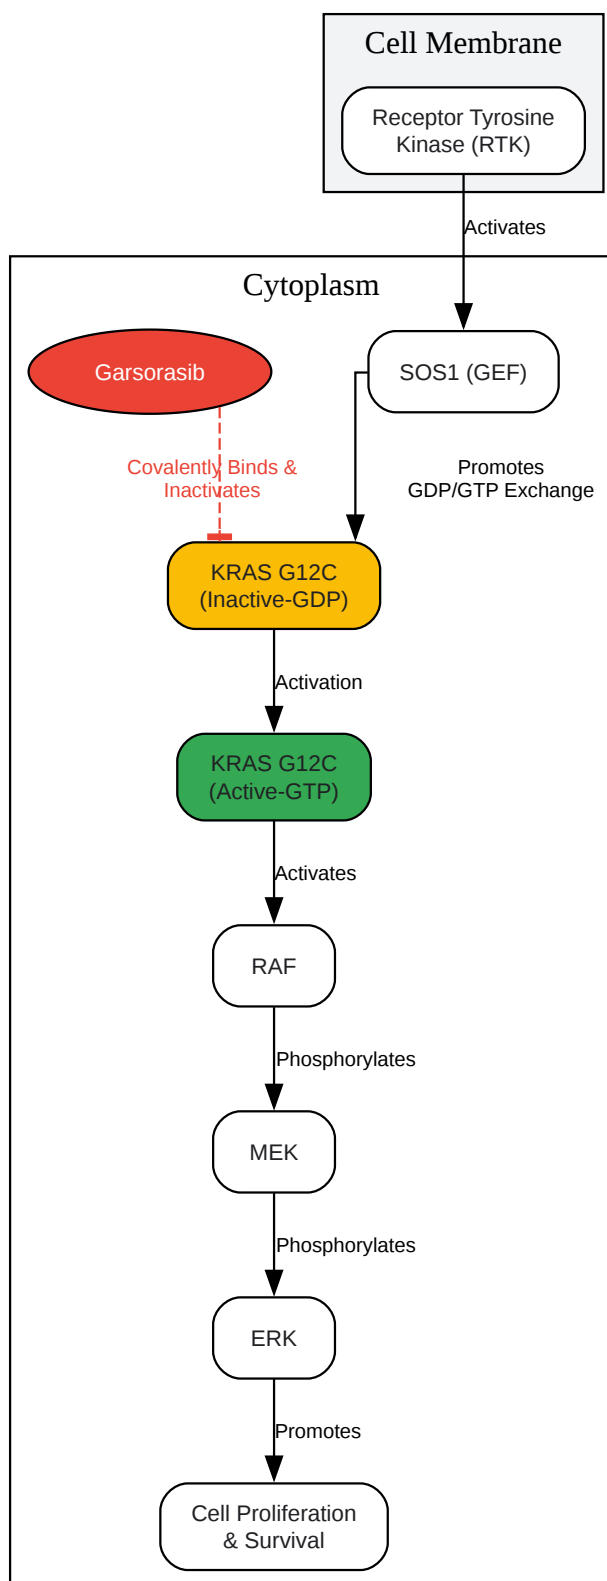 Cell Membrane
Receptor Tyrosine
Kinase (RTK)
Activates
Cytoplasm
Garsorasib
SOS1 (GEF)
Covalently Binds &
Inactivates
Promotes
GDP/GTP Exchange
KRAS G12C
(Inactive-GDP)
Activation
KRAS G12C
(Active-GTP)
Activates
RAF
Phosphorylates
MEK
Phosphorylates
ERK
Promotes
Cell Proliferation
& Survival